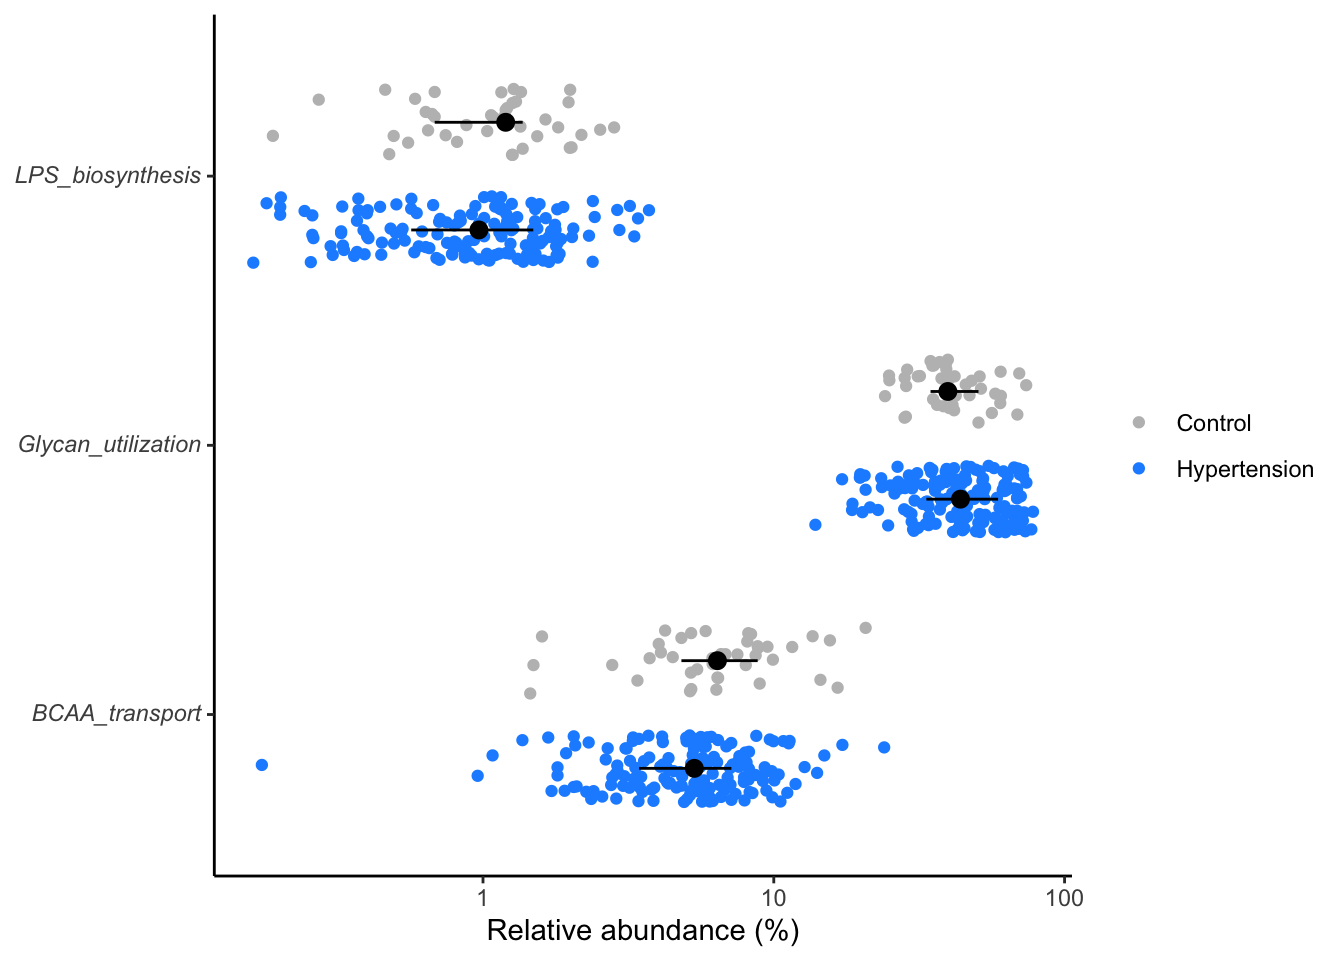 LPS_biosynthesis
Glycan_utilization
BCAA_transport
1
10
100
Relative abundance (%)
Control
Hypertension